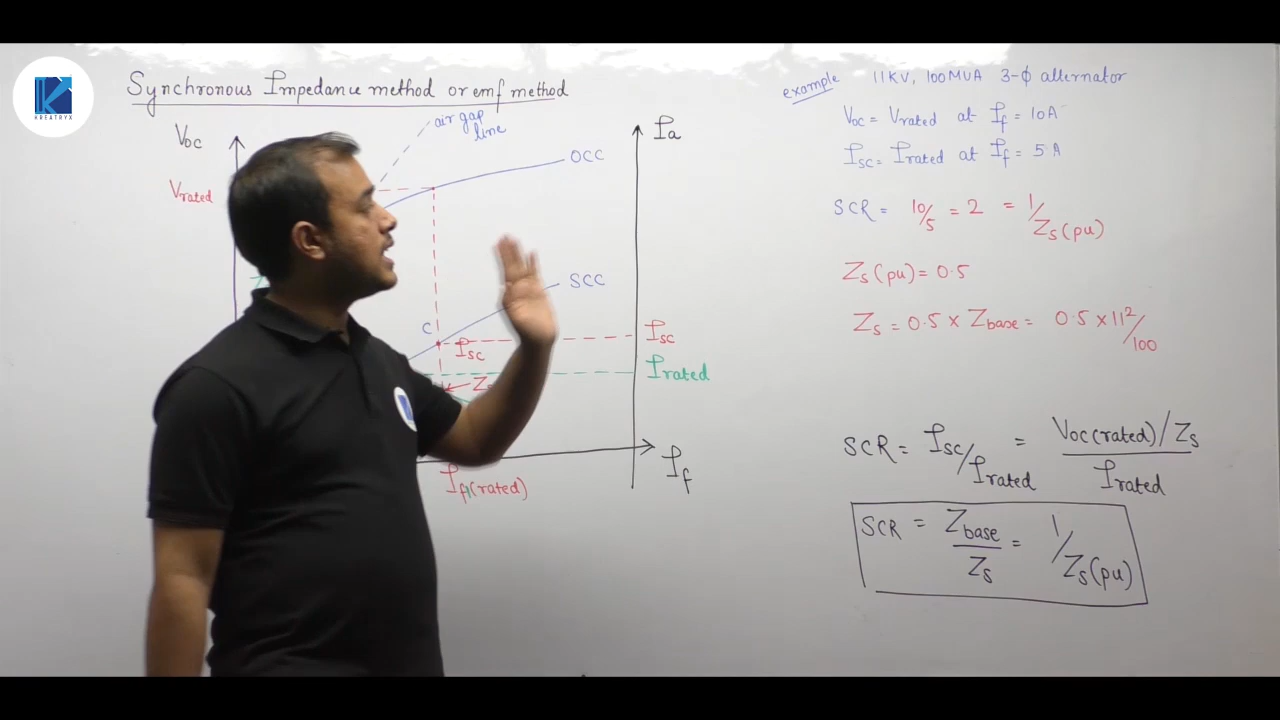 KREATRYX
Synchronous Impedance method or emf method
air gap
line
Voc
Vrated
OCC
SCC
c
Isc
If(rated)
Ia
Isc
Irated
If
example 11KV, 100MVA 3-φ alternator
Voc = Vrated at If = 10A
Isc = Irated at If = 5A
SCR = 10/5 = 2 = 1/Zs(pu)
Zs(pu) = 0.5
Zs = 0.5 × Zbase = 0.5 × 11²/100
SCR = Isc/Irated = Voc(rated)/Zs / Irated
SCR = Zbase/Zs = 1/Zs(pu)